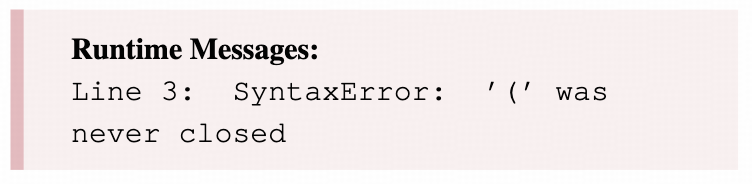 Runtime Messages:
Line 3:  SyntaxError:  '(' was
never closed